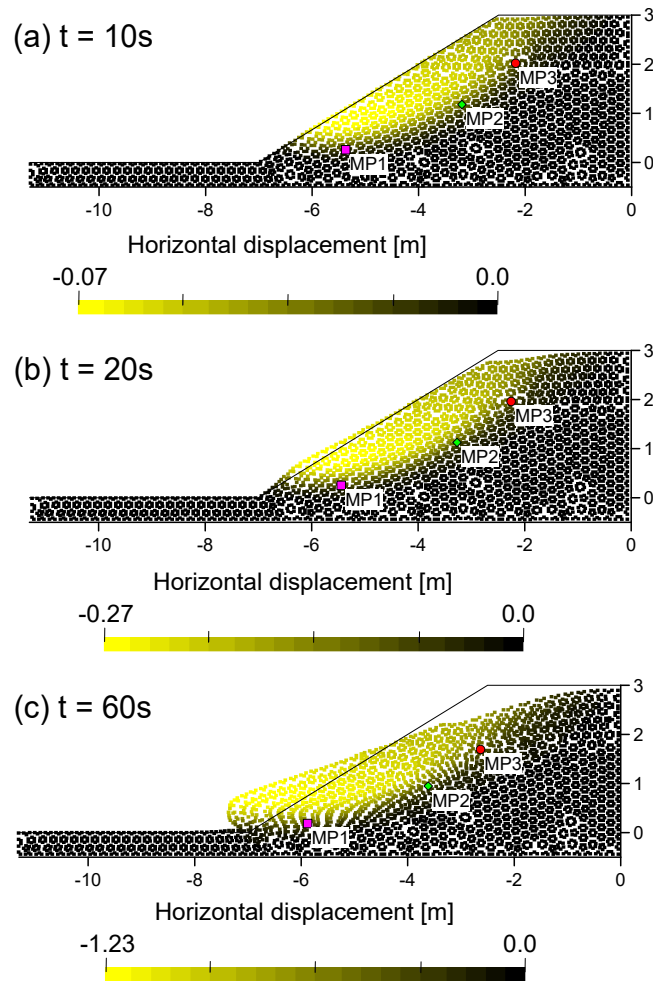 (a) t = 10s
3
2
1
0
MP3
MP2
MP1
-10 -8 -6 -4 -2 0
Horizontal displacement [m]
-0.07 0.0
(b) t = 20s
3
2
1
0
MP3
MP2
MP1
-10 -8 -6 -4 -2 0
Horizontal displacement [m]
-0.27 0.0
(c) t = 60s
3
2
1
0
MP3
MP2
MP1
-10 -8 -6 -4 -2 0
Horizontal displacement [m]
-1.23 0.0